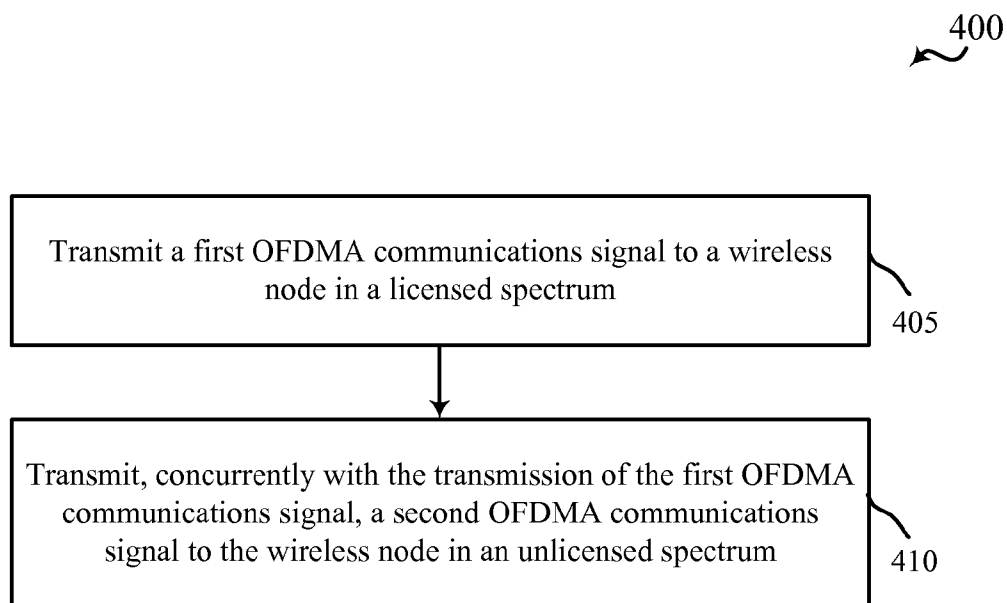 400
Transmit a first OFDMA communications signal to a wireless
node in a licensed spectrum
405
Transmit, concurrently with the transmission of the first OFDMA
communications signal, a second OFDMA communications
signal to the wireless node in an unlicensed spectrum
410